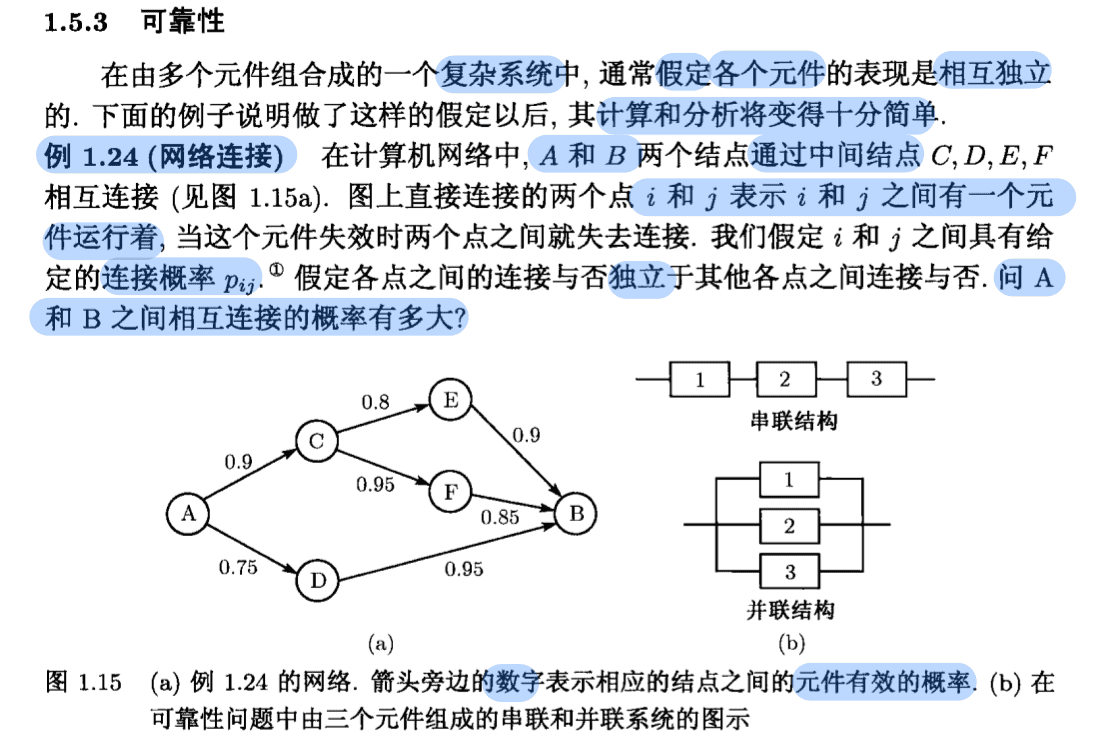 1.5.3 可靠性
在由多个元件组合成的一个复杂系统中, 通常假定各个元件的表现是相互独立
的. 下面的例子说明做了这样的假定以后, 其计算和分析将变得十分简单.
例 1.24 (网络连接) 在计算机网络中, A 和 B 两个结点通过中间结点 C, D, E, F
相互连接 (见图 1.15a). 图上直接连接的两个点 i 和 j 表示 i 和 j 之间有一个元
件运行着, 当这个元件失效时两个点之间就失去连接. 我们假定 i 和 j 之间具有给
定的连接概率 pij.① 假定各点之间的连接与否独立于其他各点之间连接与否. 问 A
和 B 之间相互连接的概率有多大?
A
0.9
C
0.8
E
0.9
0.95
F
0.85
B
0.75
D
0.95
(a)
1 2 3
串联结构
1
2
3
并联结构
(b)
图 1.15 (a) 例 1.24 的网络. 箭头旁边的数字表示相应的结点之间的元件有效的概率. (b) 在
可靠性问题中由三个元件组成的串联和并联系统的图示